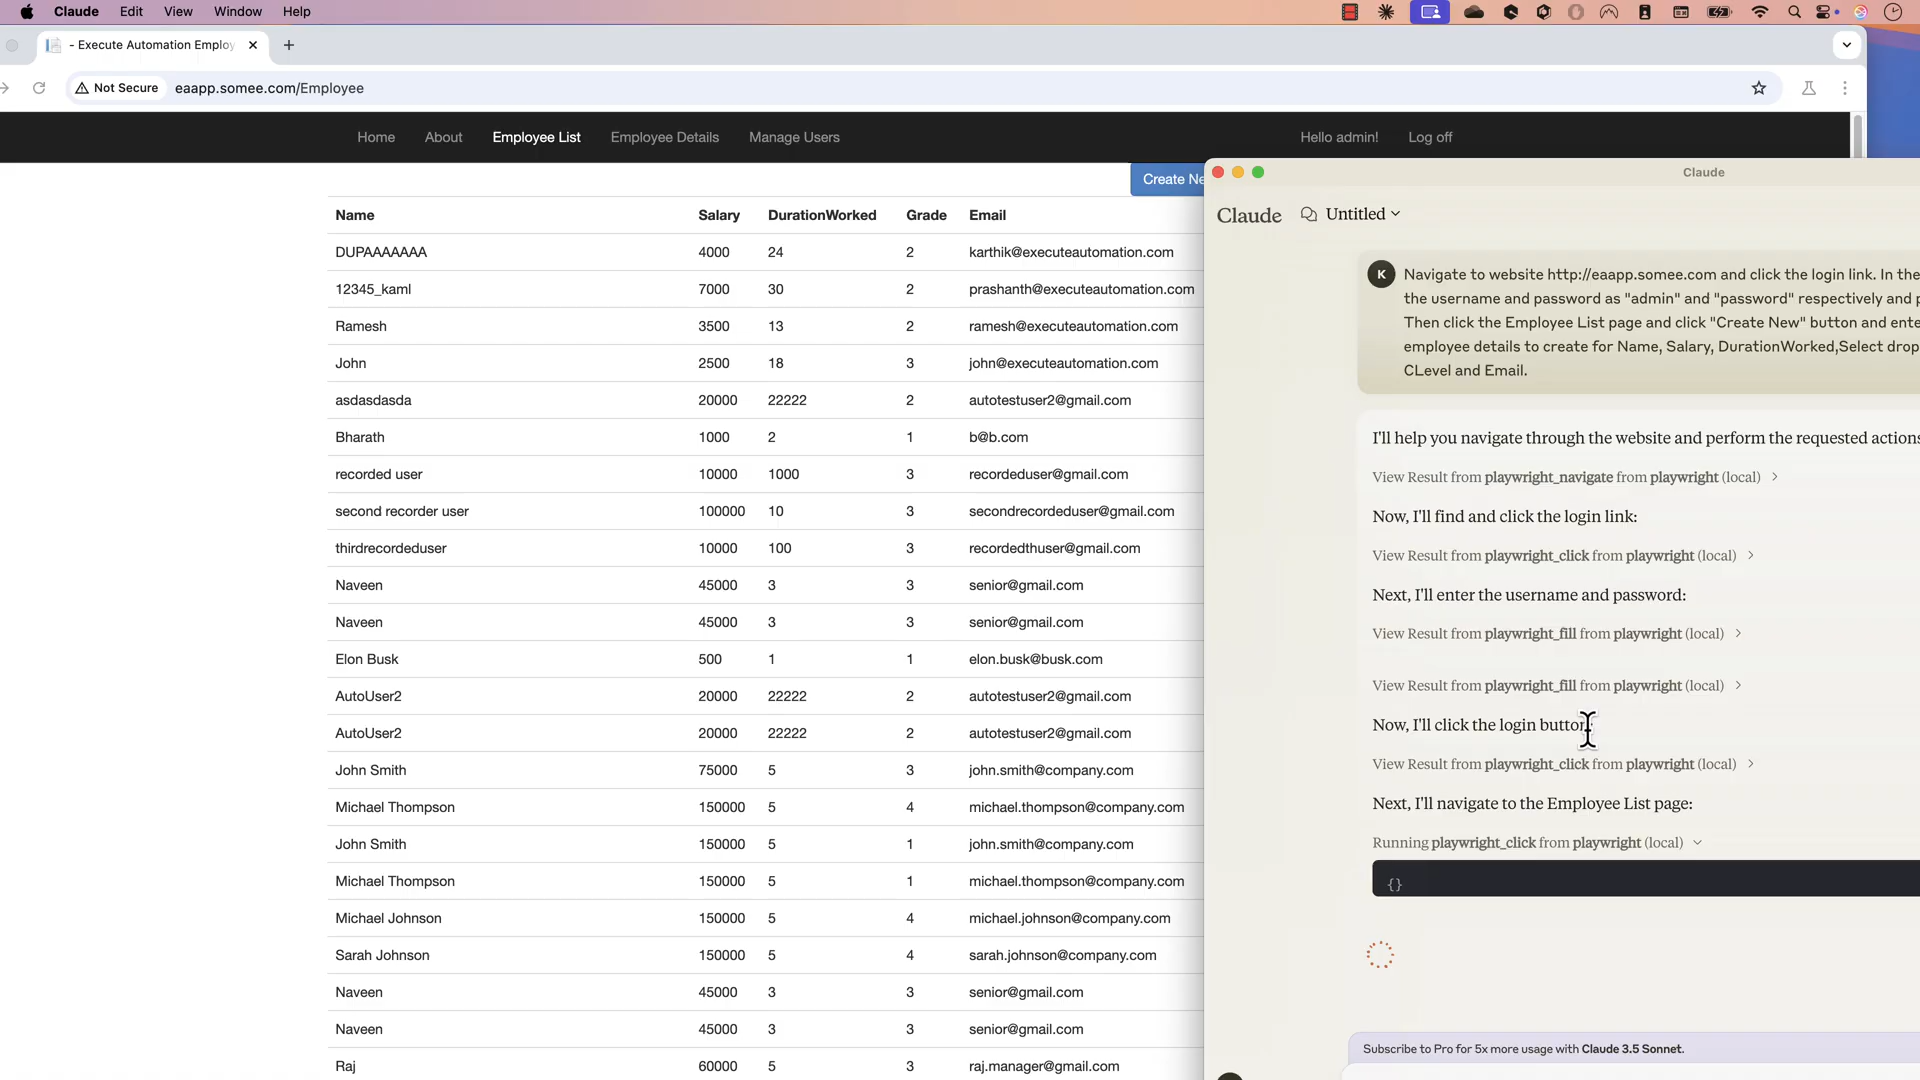 Claude Edit View Window Help
- Execute Automation Employ
Not Secure eaapp.somee.com/Employee
Home About Employee List Employee Details Manage Users Hello admin! Log off
Create Ne
Name Salary DurationWorked Grade Email
DUPAAAAAAA 4000 24 2 karthik@executeautomation.com
12345_kaml 7000 30 2 prashanth@executeautomation.com
Ramesh 3500 13 2 ramesh@executeautomation.com
John 2500 18 3 john@executeautomation.com
asdasdasda 20000 22222 2 autotestuser2@gmail.com
Bharath 1000 2 1 b@b.com
recorded user 10000 1000 3 recordeduser@gmail.com
second recorder user 100000 10 3 secondrecordeduser@gmail.com
thirdrecordeduser 10000 100 3 recordedthuser@gmail.com
Naveen 45000 3 3 senior@gmail.com
Naveen 45000 3 3 senior@gmail.com
Elon Busk 500 1 1 elon.busk@busk.com
AutoUser2 20000 22222 2 autotestuser2@gmail.com
AutoUser2 20000 22222 2 autotestuser2@gmail.com
John Smith 75000 5 3 john.smith@company.com
Michael Thompson 150000 5 4 michael.thompson@company.com
John Smith 150000 5 1 john.smith@company.com
Michael Thompson 150000 5 1 michael.thompson@company.com
Michael Johnson 150000 5 4 michael.johnson@company.com
Sarah Johnson 150000 5 4 sarah.johnson@company.com
Naveen 45000 3 3 senior@gmail.com
Naveen 45000 3 3 senior@gmail.com
Raj 60000 5 3 raj.manager@gmail.com
Claude
Claude Untitled
K
Navigate to website http://eaapp.somee.com and click the login link. In the
the username and password as "admin" and "password" respectively and p
Then click the Employee List page and click "Create New" button and ente
employee details to create for Name, Salary, DurationWorked,Select drop
CLevel and Email.
I'll help you navigate through the website and perform the requested actions
View Result from playwright_navigate from playwright (local)
Now, I'll find and click the login link:
View Result from playwright_click from playwright (local)
Next, I'll enter the username and password:
View Result from playwright_fill from playwright (local)
View Result from playwright_fill from playwright (local)
Now, I'll click the login button
View Result from playwright_click from playwright (local)
Next, I'll navigate to the Employee List page:
Running playwright_click from playwright (local)
{}
Subscribe to Pro for 5x more usage with Claude 3.5 Sonnet.